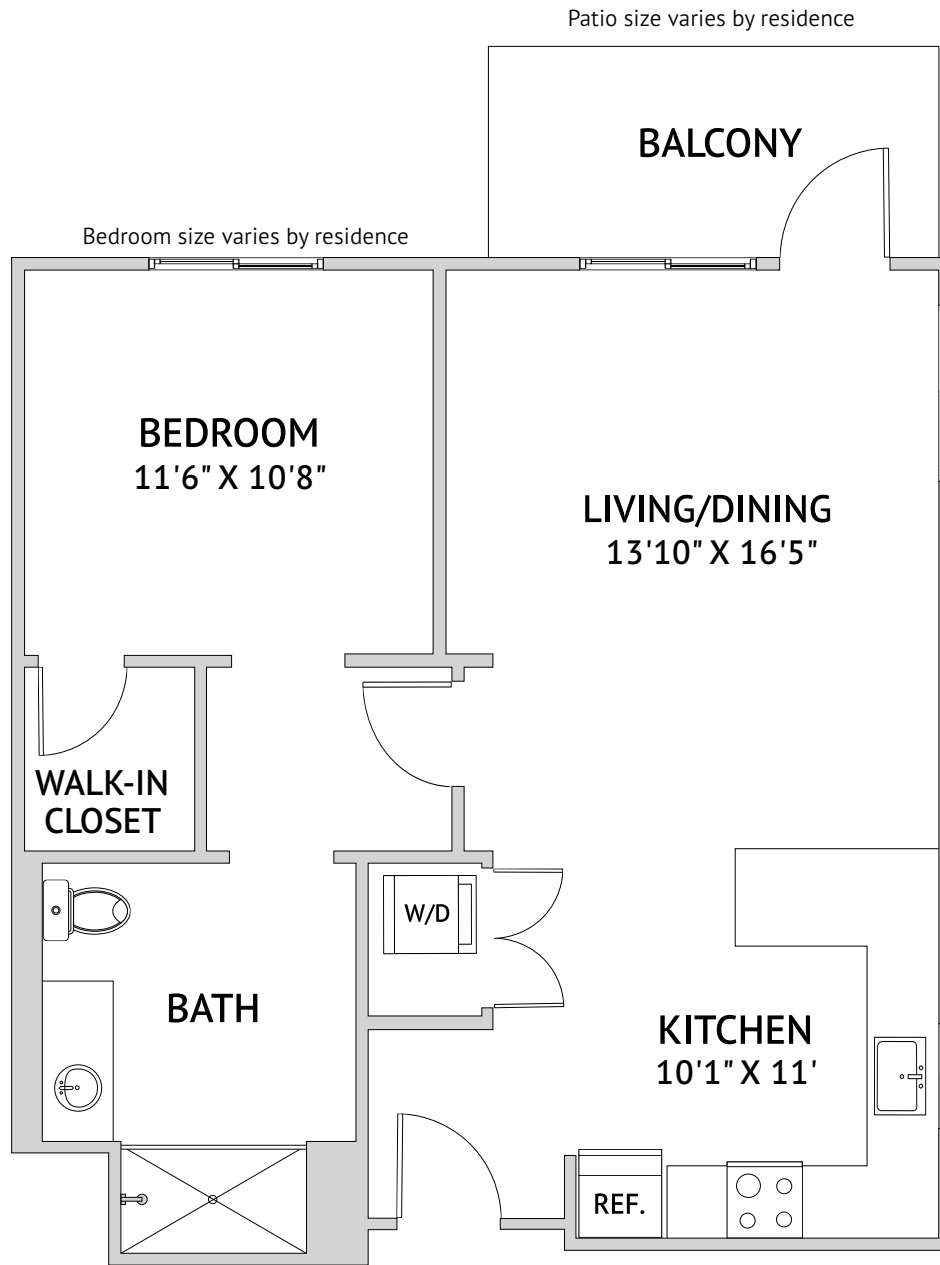 Patio size varies by residence
BALCONY
Bedroom size varies by residence
BEDROOM
11'6" X 10'8"
LIVING/DINING
13'10" X 16'5"
WALK-IN
CLOSET
W/D
BATH
KITCHEN
10'1" X 11'
REF.